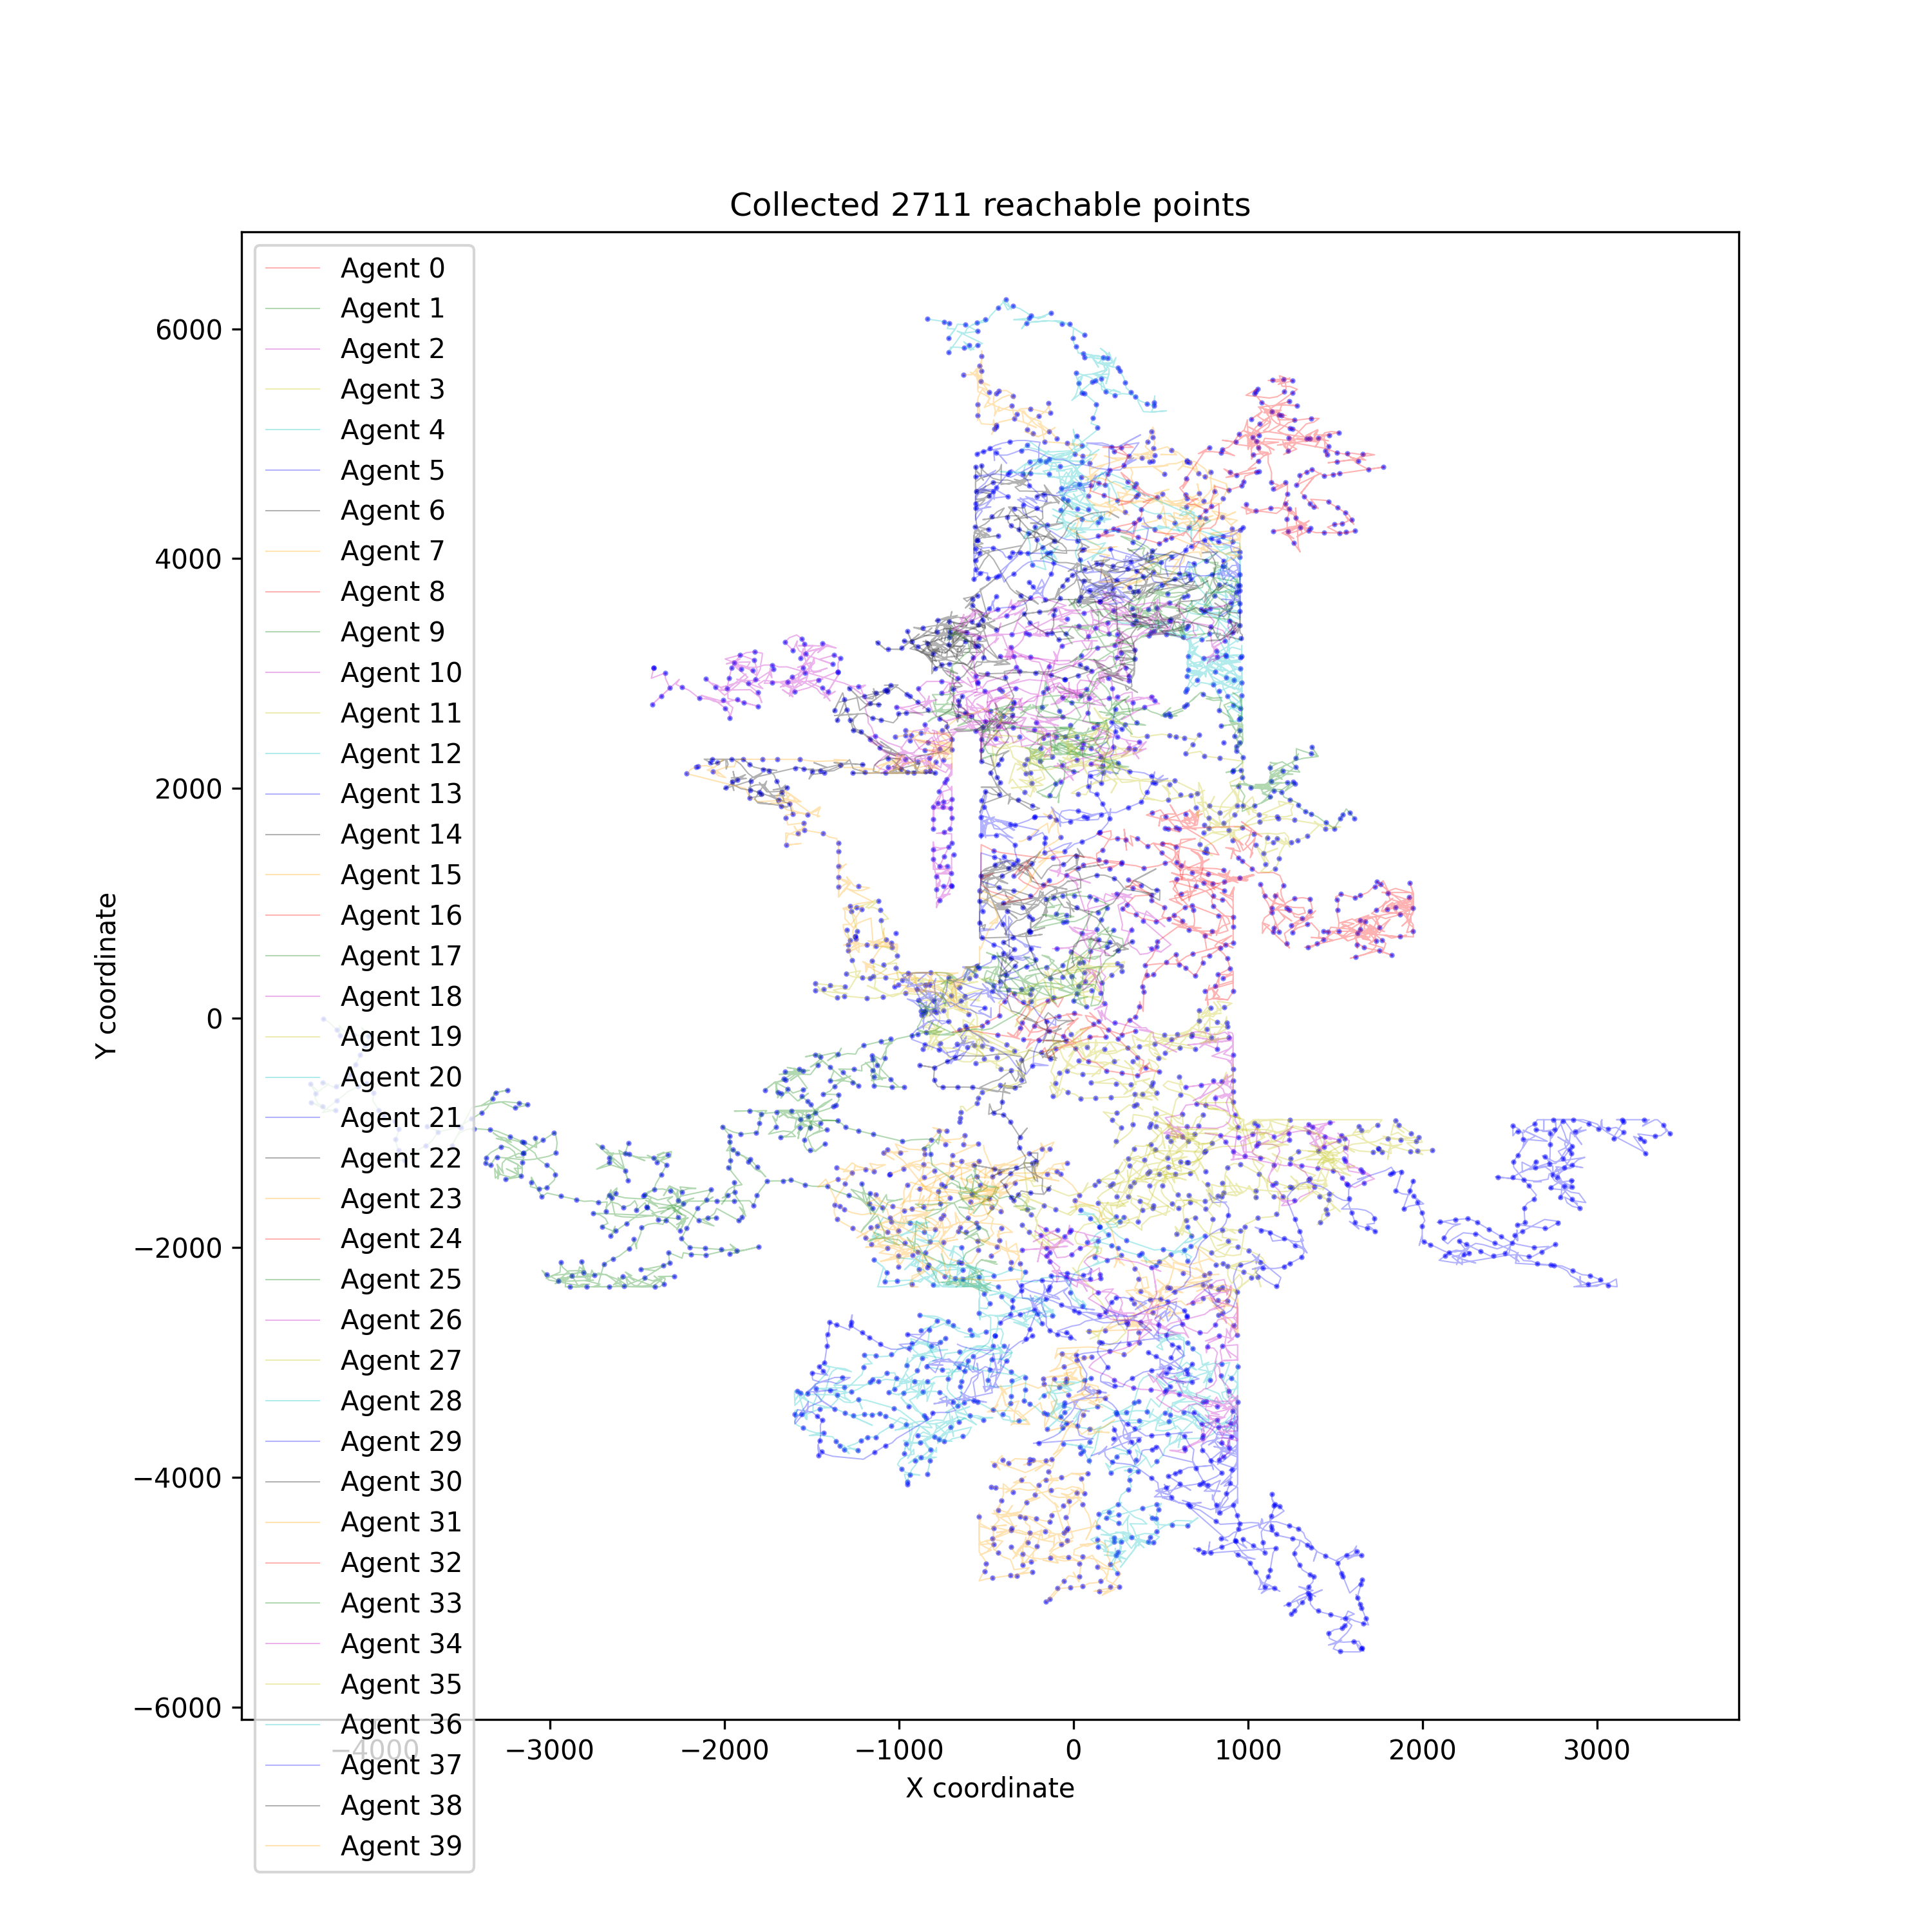 Collected 2711 reachable points
Agent 0
Agent 1
Agent 2
Agent 3
Agent 4
Agent 5
Agent 6
Agent 7
Agent 8
Agent 9
Agent 10
Agent 11
Agent 12
Agent 13
Agent 14
Agent 15
Agent 16
Agent 17
Agent 18
Agent 19
Agent 20
Agent 21
Agent 22
Agent 23
Agent 24
Agent 25
Agent 26
Agent 27
Agent 28
Agent 29
Agent 30
Agent 31
Agent 32
Agent 33
Agent 34
Agent 35
Agent 36
Agent 37
Agent 38
Agent 39
6000
4000
2000
0
−2000
−4000
−6000
Y coordinate
−4000 −3000 −2000 −1000 0 1000 2000 3000
X coordinate